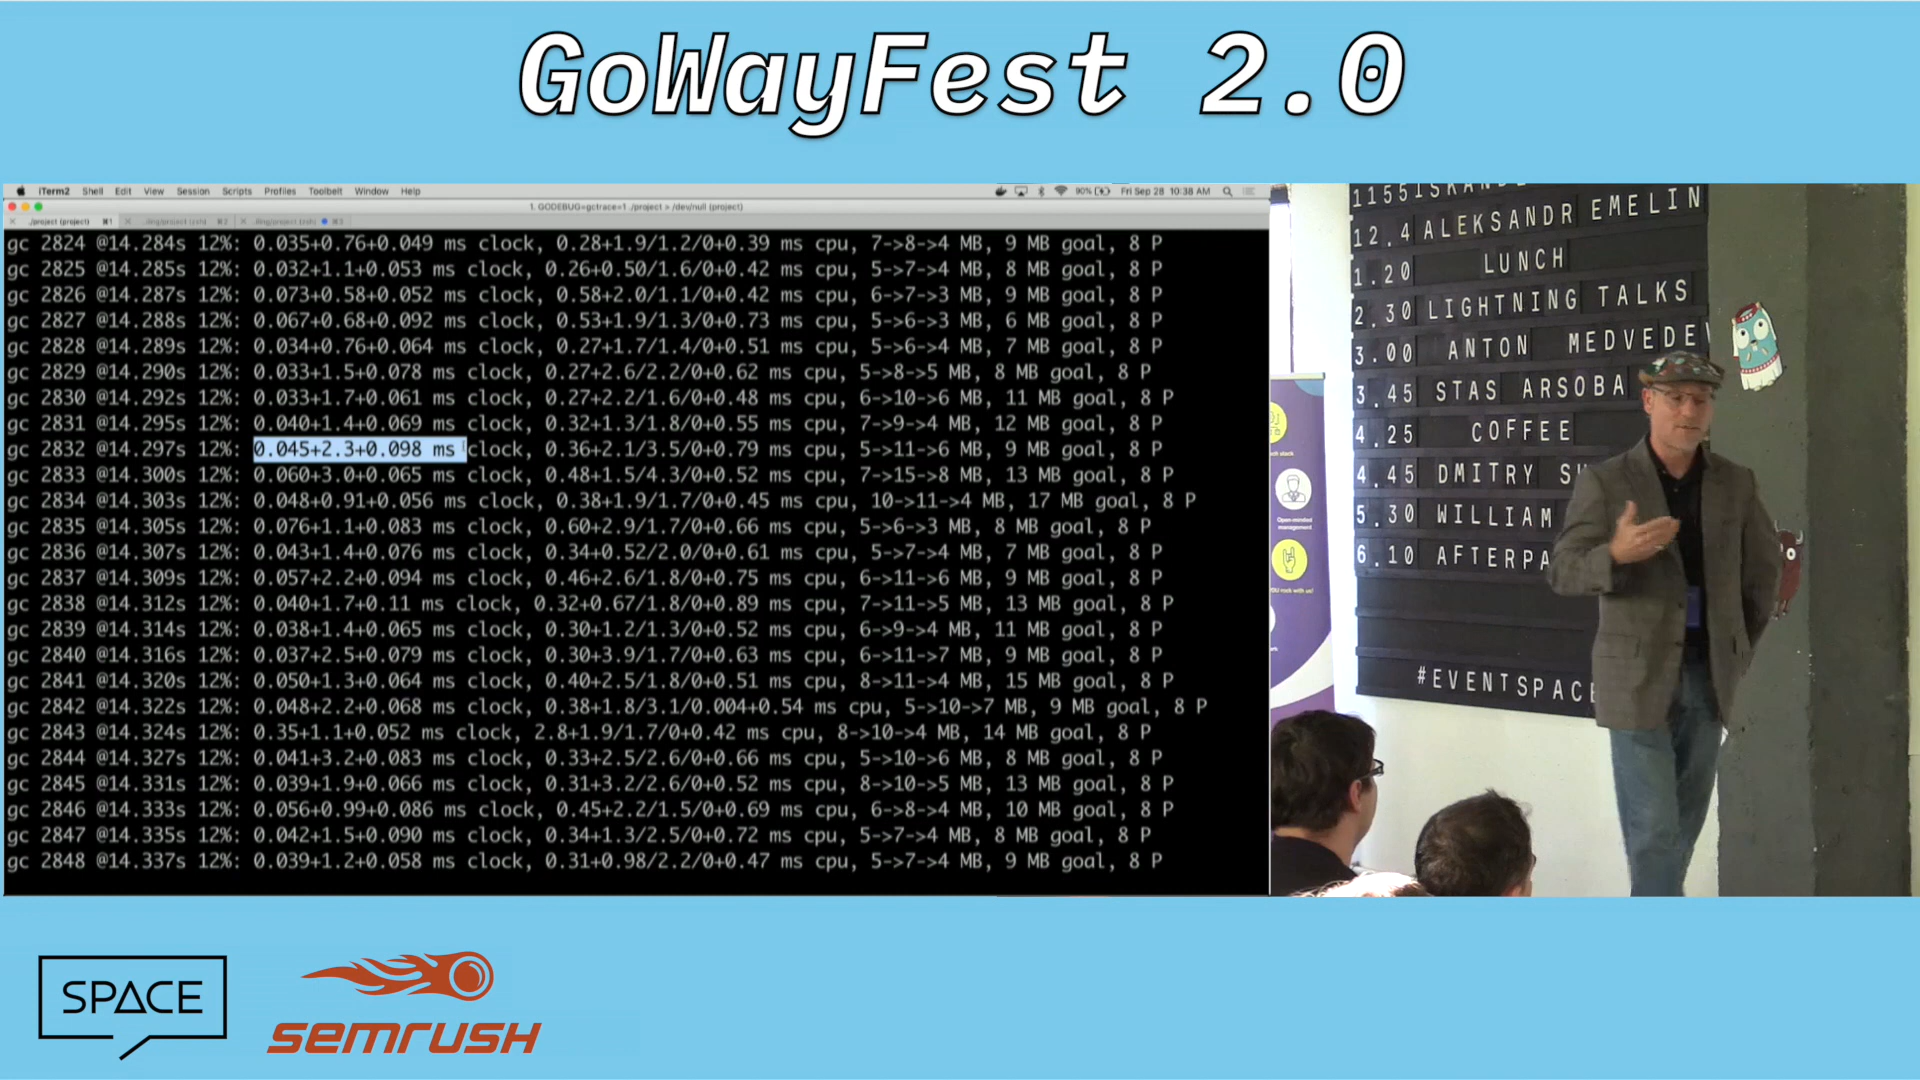 GoWayFest 2.0
iTerm2 Shell Edit View Session Scripts Profiles Toolbelt Window Help 90% Fri Sep 28 10:38 AM
1. GODEBUG=gctrace=1 ./project > /dev/null (project)
./project (project) ⌘1 ⌘2 ⌘3
gc 2824 @14.284s 12%: 0.035+0.76+0.049 ms clock, 0.28+1.9/1.2/0+0.39 ms cpu, 7->8->4 MB, 9 MB goal, 8 P
gc 2825 @14.285s 12%: 0.032+1.1+0.053 ms clock, 0.26+0.50/1.6/0+0.42 ms cpu, 5->7->4 MB, 8 MB goal, 8 P
gc 2826 @14.287s 12%: 0.073+0.58+0.052 ms clock, 0.58+2.0/1.1/0+0.42 ms cpu, 6->7->3 MB, 9 MB goal, 8 P
gc 2827 @14.288s 12%: 0.067+0.68+0.092 ms clock, 0.53+1.9/1.3/0+0.73 ms cpu, 5->6->3 MB, 6 MB goal, 8 P
gc 2828 @14.289s 12%: 0.034+0.76+0.064 ms clock, 0.27+1.7/1.4/0+0.51 ms cpu, 5->6->4 MB, 7 MB goal, 8 P
gc 2829 @14.290s 12%: 0.033+1.5+0.078 ms clock, 0.27+2.6/2.2/0+0.62 ms cpu, 5->8->5 MB, 8 MB goal, 8 P
gc 2830 @14.292s 12%: 0.033+1.7+0.061 ms clock, 0.27+2.2/1.6/0+0.48 ms cpu, 6->10->6 MB, 11 MB goal, 8 P
gc 2831 @14.295s 12%: 0.040+1.4+0.069 ms clock, 0.32+1.3/1.8/0+0.55 ms cpu, 7->9->4 MB, 12 MB goal, 8 P
gc 2832 @14.297s 12%: 0.045+2.3+0.098 ms clock, 0.36+2.1/3.5/0+0.79 ms cpu, 5->11->6 MB, 9 MB goal, 8 P
gc 2833 @14.300s 12%: 0.060+3.0+0.065 ms clock, 0.48+1.5/4.3/0+0.52 ms cpu, 7->15->8 MB, 13 MB goal, 8 P
gc 2834 @14.303s 12%: 0.048+0.91+0.056 ms clock, 0.38+1.9/1.7/0+0.45 ms cpu, 10->11->4 MB, 17 MB goal, 8 P
gc 2835 @14.305s 12%: 0.076+1.1+0.083 ms clock, 0.60+2.9/1.7/0+0.66 ms cpu, 5->6->3 MB, 8 MB goal, 8 P
gc 2836 @14.307s 12%: 0.043+1.4+0.076 ms clock, 0.34+0.52/2.0/0+0.61 ms cpu, 5->7->4 MB, 7 MB goal, 8 P
gc 2837 @14.309s 12%: 0.057+2.2+0.094 ms clock, 0.46+2.6/1.8/0+0.75 ms cpu, 6->11->6 MB, 9 MB goal, 8 P
gc 2838 @14.312s 12%: 0.040+1.7+0.11 ms clock, 0.32+0.67/1.8/0+0.89 ms cpu, 7->11->5 MB, 13 MB goal, 8 P
gc 2839 @14.314s 12%: 0.038+1.4+0.065 ms clock, 0.30+1.2/1.3/0+0.52 ms cpu, 6->9->4 MB, 11 MB goal, 8 P
gc 2840 @14.316s 12%: 0.037+2.5+0.079 ms clock, 0.30+3.9/1.7/0+0.63 ms cpu, 6->11->7 MB, 9 MB goal, 8 P
gc 2841 @14.320s 12%: 0.050+1.3+0.064 ms clock, 0.40+2.5/1.8/0+0.51 ms cpu, 8->11->4 MB, 15 MB goal, 8 P
gc 2842 @14.322s 12%: 0.048+2.2+0.068 ms clock, 0.38+1.8/3.1/0.004+0.54 ms cpu, 5->10->7 MB, 9 MB goal, 8 P
gc 2843 @14.324s 12%: 0.35+1.1+0.052 ms clock, 2.8+1.9/1.7/0+0.42 ms cpu, 8->10->4 MB, 14 MB goal, 8 P
gc 2844 @14.327s 12%: 0.041+3.2+0.083 ms clock, 0.33+2.5/2.6/0+0.66 ms cpu, 5->10->6 MB, 8 MB goal, 8 P
gc 2845 @14.331s 12%: 0.039+1.9+0.066 ms clock, 0.31+3.2/2.6/0+0.52 ms cpu, 8->10->5 MB, 13 MB goal, 8 P
gc 2846 @14.333s 12%: 0.056+0.99+0.086 ms clock, 0.45+2.2/1.5/0+0.69 ms cpu, 6->8->4 MB, 10 MB goal, 8 P
gc 2847 @14.335s 12%: 0.042+1.5+0.090 ms clock, 0.34+1.3/2.5/0+0.72 ms cpu, 5->7->4 MB, 8 MB goal, 8 P
gc 2848 @14.337s 12%: 0.039+1.2+0.058 ms clock, 0.31+0.98/2.2/0+0.47 ms cpu, 5->7->4 MB, 9 MB goal, 8 P
1155
12.4 ALEKSANDR EMELIN
1.20 LUNCH
2.30 LIGHTNING TALKS
3.00 ANTON MEDVEDE
3.45 STAS ARSOBA
4.25 COFFEE
4.45 DMITRY
5.30 WILLIAM
6.10 AFTERPA
#EVENTSPACE
Open-minded
management
SPACE
semrush